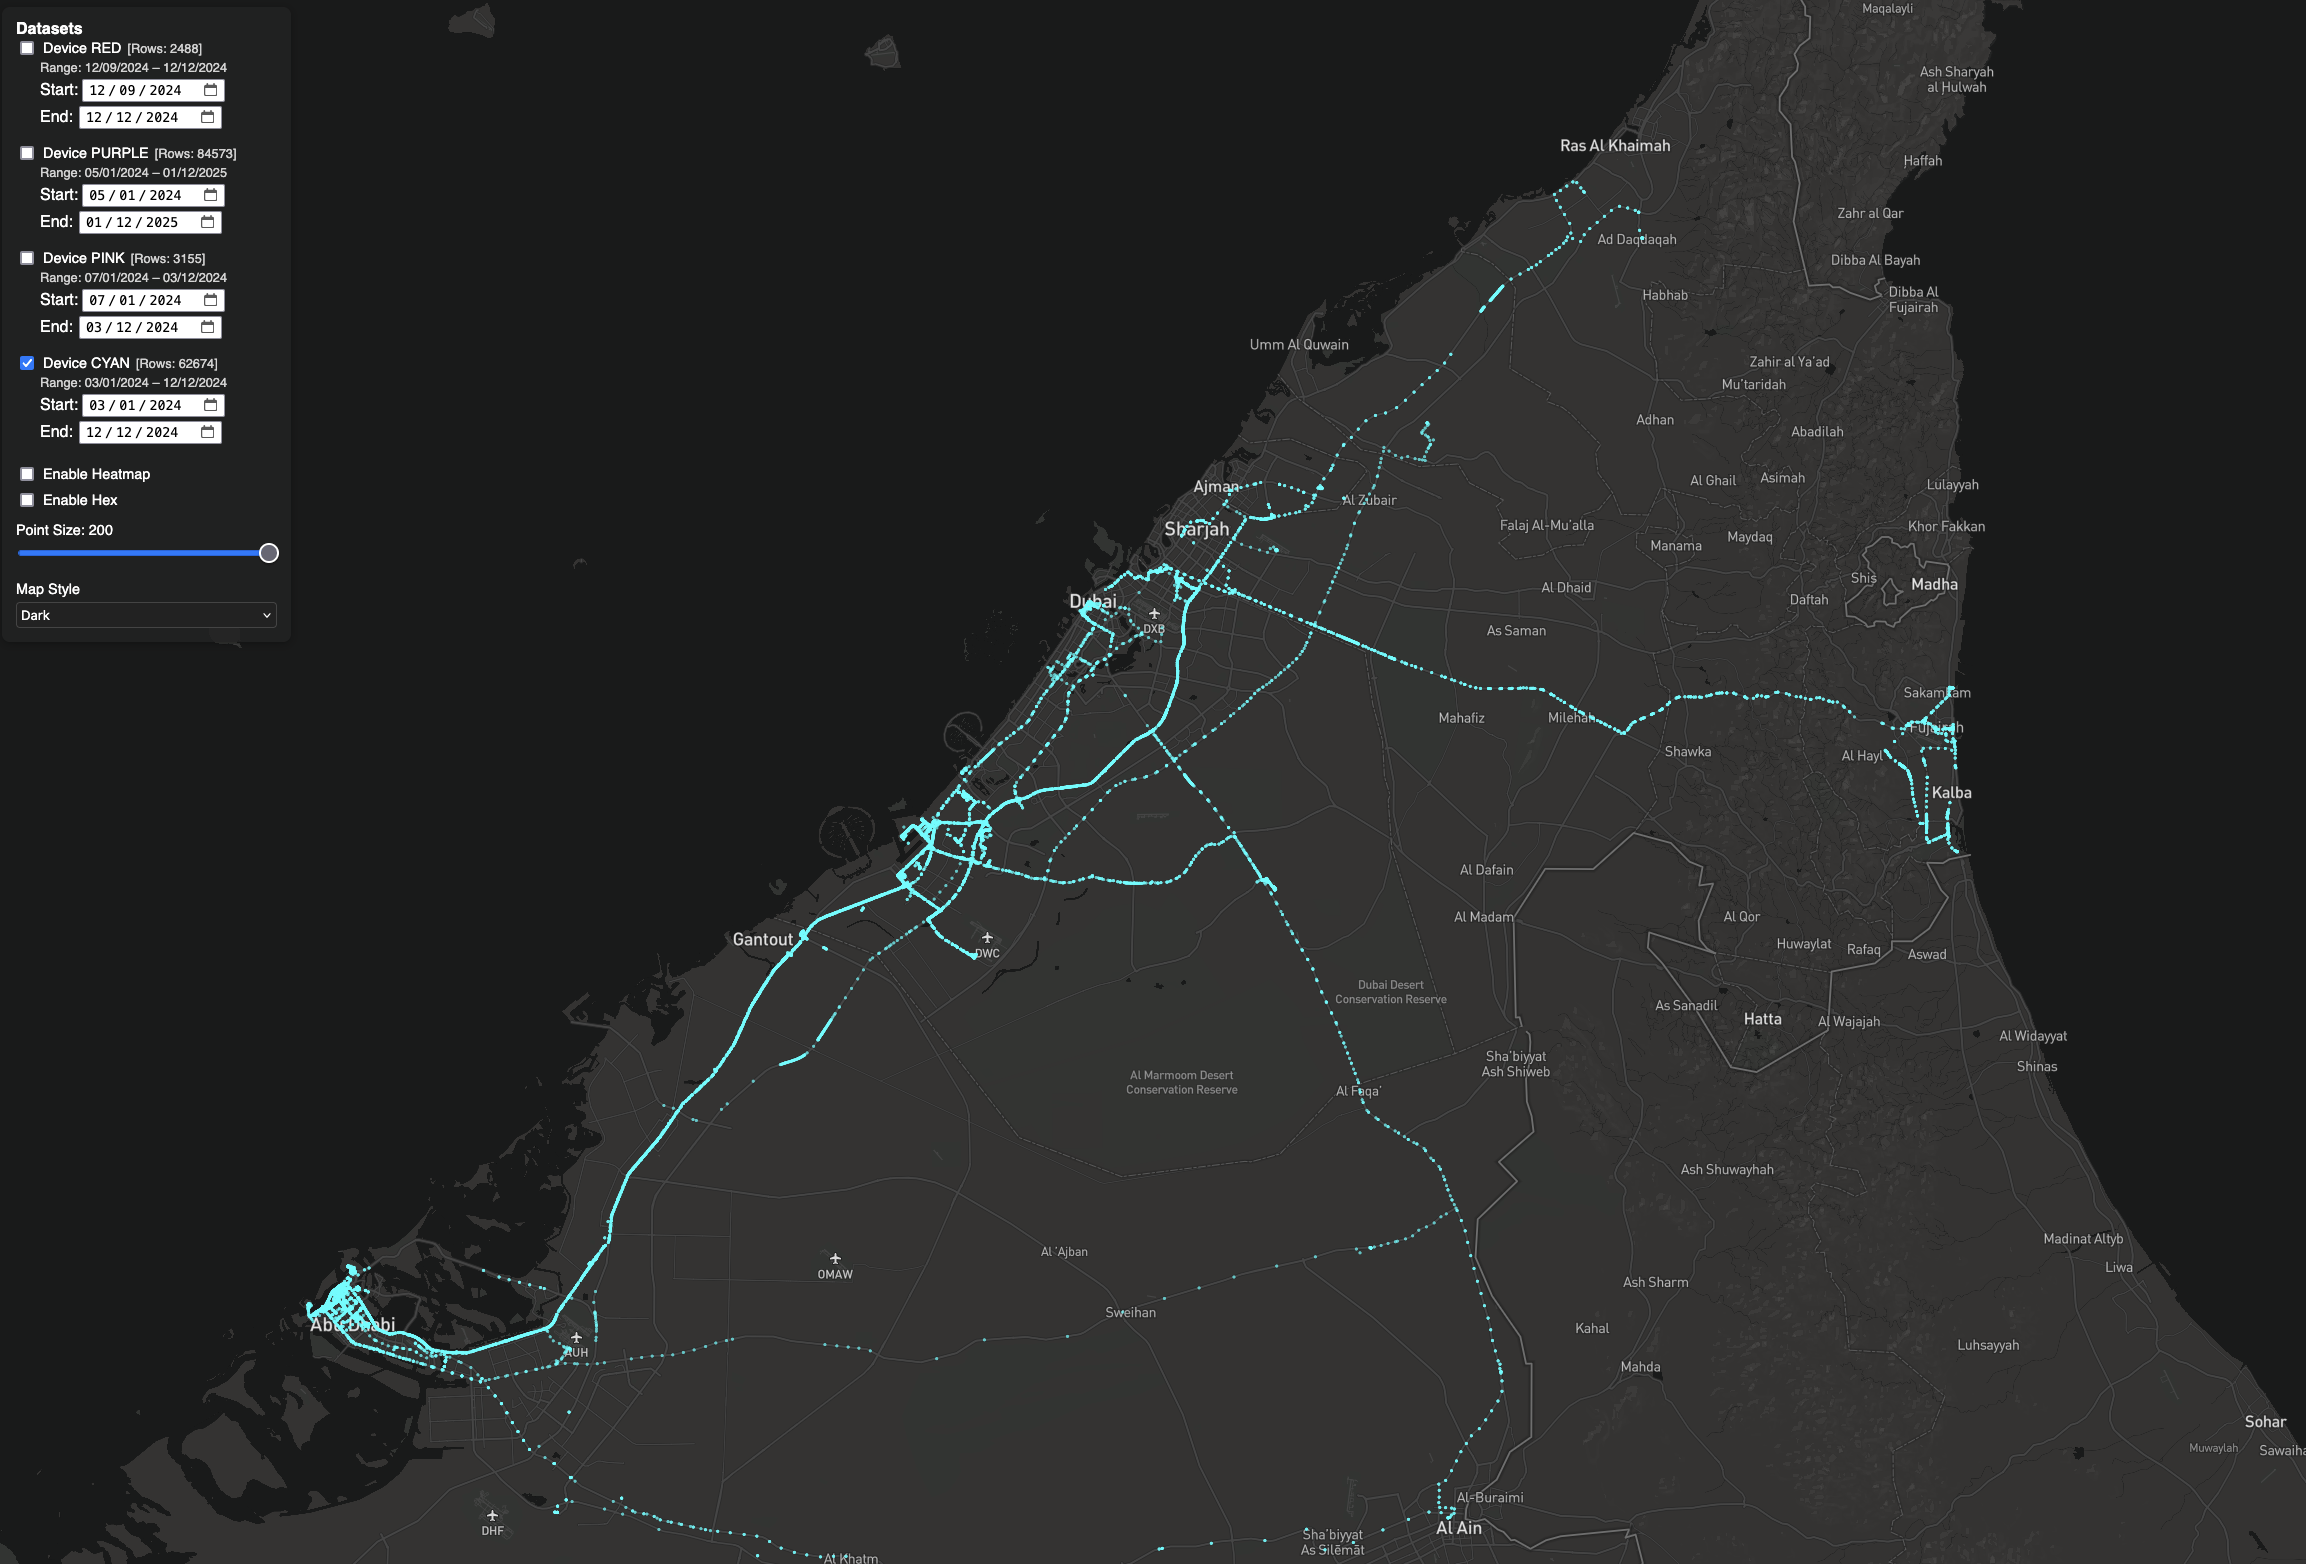 Datasets
Device RED [Rows: 2488]
Range: 12/09/2024 – 12/12/2024
Start: 12/09/2024
End: 12/12/2024
Device PURPLE [Rows: 84573]
Range: 05/01/2024 – 01/12/2025
Start: 05/01/2024
End: 01/12/2025
Device PINK [Rows: 3155]
Range: 07/01/2024 – 03/12/2024
Start: 07/01/2024
End: 03/12/2024
Device CYAN [Rows: 62674]
Range: 03/01/2024 – 12/12/2024
Start: 03/01/2024
End: 12/12/2024
Enable Heatmap
Enable Hex
Point Size: 200
Map Style
Dark
Maqalayli
Ash Sharyah
al Hulwah
Ras Al Khaimah
Haffah
Zahr al Qar
Ad Daqdaqah
Dibba Al Bayah
Habhab
Dibba Al
Fujairah
Umm Al Quwain
Zahir al Ya'ad
Mu'taridah
Adhan
Abadilah
Al Ghail
Asimah
Lulayyah
Ajman
Al Zubair
Sharjah
Falaj Al-Mu'alla
Khor Fakkan
Manama
Maydaq
Al Dhaid
Shis
Madha
Daftah
Dubai
DXB
As Saman
Sakamkam
Mahafiz
Milehah
Fujairah
Shawka
Al Hayl
Kalba
Al Dafain
Al Madam
Al Qor
Gantout
DWC
Huwaylat
Rafaq
Aswad
Dubai Desert
Conservation Reserve
As Sanadil
Hatta
Al Wajajah
Al Widayyat
Sha'biyyat
Ash Shiweb
Shinas
Al Marmoom Desert
Conservation Reserve
Al Faqa'
Ash Shuwayhah
Madinat Altyb
Al 'Ajban
Liwa
OMAW
Ash Sharm
Sweihan
Abu Dhabi
Kahal
AUH
Luhsayyah
Mahda
Sohar
Muwaylah
Sawaiha
Al-Buraimi
DHF
Al Ain
Sha'biyyat
As Silēmāt
Al Khatm